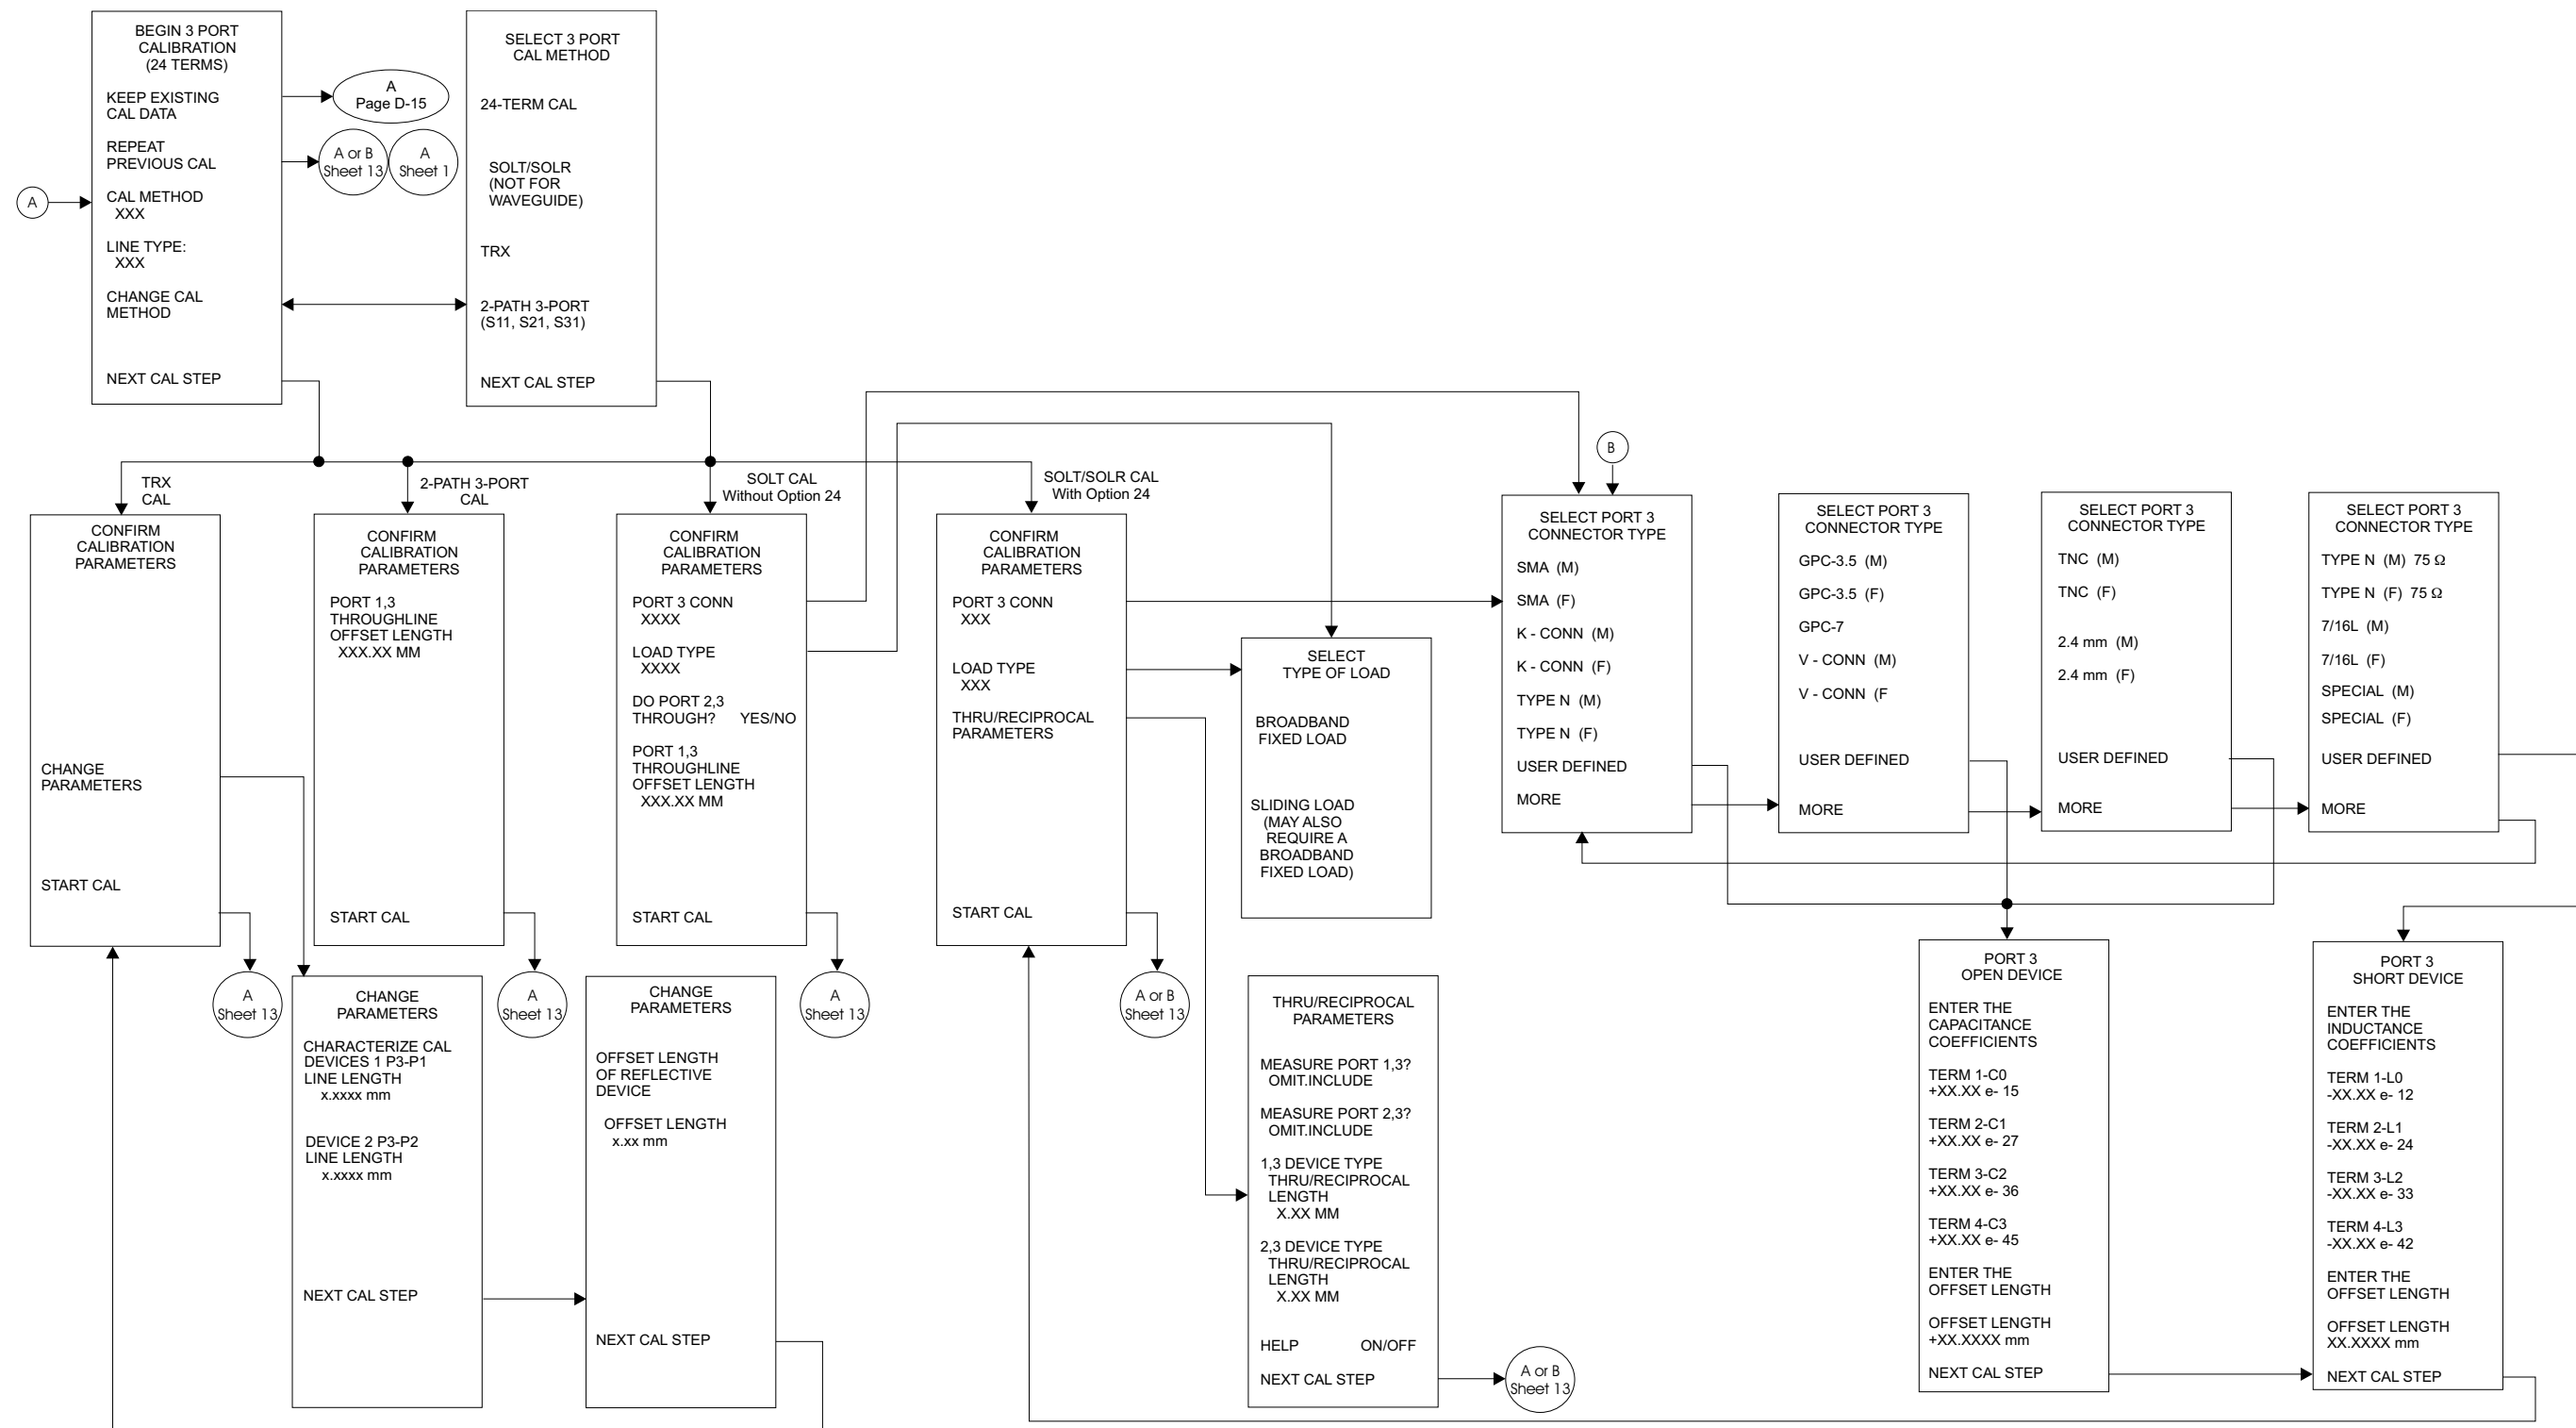 BEGIN 3 PORT
CALIBRATION
(24 TERMS)
KEEP EXISTING
CAL DATA
REPEAT
PREVIOUS CAL
CAL METHOD
XXX
LINE TYPE:
XXX
CHANGE CAL
METHOD
NEXT CAL STEP
A
A
Page D-15
A or B
Sheet 13
A
Sheet 1
SELECT 3 PORT
CAL METHOD
24-TERM CAL
SOLT/SOLR
(NOT FOR
WAVEGUIDE)
TRX
2-PATH 3-PORT
(S11, S21, S31)
NEXT CAL STEP
TRX
CAL
2-PATH 3-PORT
CAL
SOLT CAL
Without Option 24
SOLT/SOLR CAL
With Option 24
B
CONFIRM
CALIBRATION
PARAMETERS
CHANGE
PARAMETERS
START CAL
A
Sheet 13
CONFIRM
CALIBRATION
PARAMETERS
PORT 1,3
THROUGHLINE
OFFSET LENGTH
XXX.XX MM
START CAL
A
Sheet 13
CONFIRM
CALIBRATION
PARAMETERS
PORT 3 CONN
XXXX
LOAD TYPE
XXXX
DO PORT 2,3
THROUGH? YES/NO
PORT 1,3
THROUGHLINE
OFFSET LENGTH
XXX.XX MM
START CAL
A
Sheet 13
CONFIRM
CALIBRATION
PARAMETERS
PORT 3 CONN
XXX
LOAD TYPE
XXX
THRU/RECIPROCAL
PARAMETERS
START CAL
A or B
Sheet 13
SELECT
TYPE OF LOAD
BROADBAND
FIXED LOAD
SLIDING LOAD
(MAY ALSO
REQUIRE A
BROADBAND
FIXED LOAD)
SELECT PORT 3
CONNECTOR TYPE
SMA (M)
SMA (F)
K - CONN (M)
K - CONN (F)
TYPE N (M)
TYPE N (F)
USER DEFINED
MORE
SELECT PORT 3
CONNECTOR TYPE
GPC-3.5 (M)
GPC-3.5 (F)
GPC-7
V - CONN (M)
V - CONN (F
USER DEFINED
MORE
SELECT PORT 3
CONNECTOR TYPE
TNC (M)
TNC (F)
2.4 mm (M)
2.4 mm (F)
USER DEFINED
MORE
SELECT PORT 3
CONNECTOR TYPE
TYPE N (M) 75 Ω
TYPE N (F) 75 Ω
7/16L (M)
7/16L (F)
SPECIAL (M)
SPECIAL (F)
USER DEFINED
MORE
CHANGE
PARAMETERS
CHARACTERIZE CAL
DEVICES 1 P3-P1
LINE LENGTH
x.xxxx mm
DEVICE 2 P3-P2
LINE LENGTH
x.xxxx mm
NEXT CAL STEP
CHANGE
PARAMETERS
OFFSET LENGTH
OF REFLECTIVE
DEVICE
OFFSET LENGTH
x.xx mm
NEXT CAL STEP
THRU/RECIPROCAL
PARAMETERS
MEASURE PORT 1,3?
OMIT.INCLUDE
MEASURE PORT 2,3?
OMIT.INCLUDE
1,3 DEVICE TYPE
THRU/RECIPROCAL
LENGTH
X.XX MM
2,3 DEVICE TYPE
THRU/RECIPROCAL
LENGTH
X.XX MM
HELP ON/OFF
NEXT CAL STEP
A or B
Sheet 13
PORT 3
OPEN DEVICE
ENTER THE
CAPACITANCE
COEFFICIENTS
TERM 1-C0
+XX.XX e- 15
TERM 2-C1
+XX.XX e- 27
TERM 3-C2
+XX.XX e- 36
TERM 4-C3
+XX.XX e- 45
ENTER THE
OFFSET LENGTH
OFFSET LENGTH
+XX.XXXX mm
NEXT CAL STEP
PORT 3
SHORT DEVICE
ENTER THE
INDUCTANCE
COEFFICIENTS
TERM 1-L0
-XX.XX e- 12
TERM 2-L1
-XX.XX e- 24
TERM 3-L2
-XX.XX e- 33
TERM 4-L3
-XX.XX e- 42
ENTER THE
OFFSET LENGTH
OFFSET LENGTH
XX.XXXX mm
NEXT CAL STEP